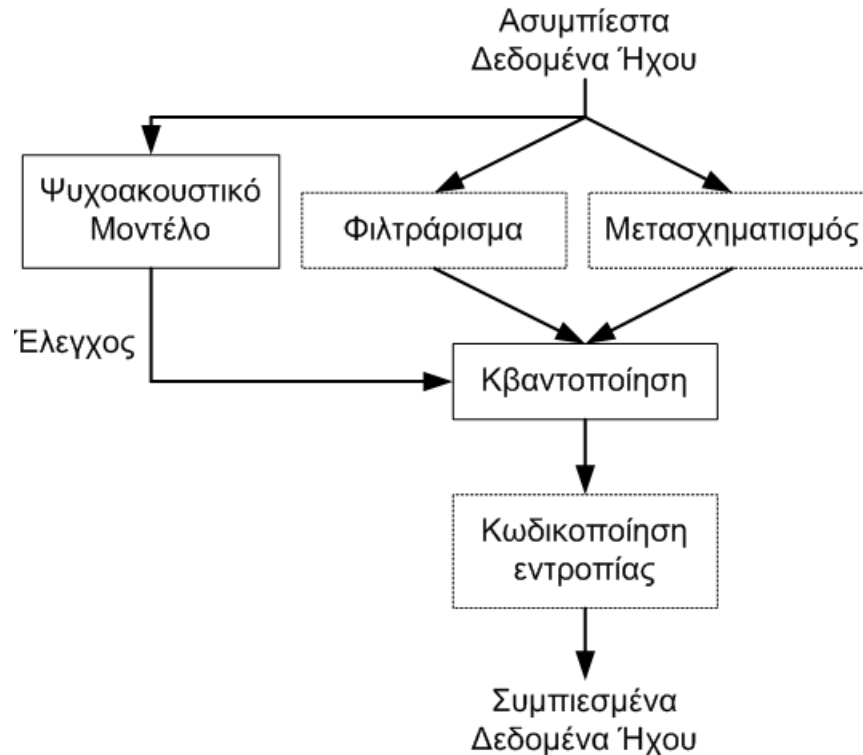 Ασυμπίεστα
Δεδομένα Ήχου
Ψυχοακουστικό
Μοντέλο
Φιλτράρισμα
Μετασχηματισμός
Έλεγχος
Κβαντοποίηση
Κωδικοποίηση
εντροπίας
Συμπιεσμένα
Δεδομένα Ήχου